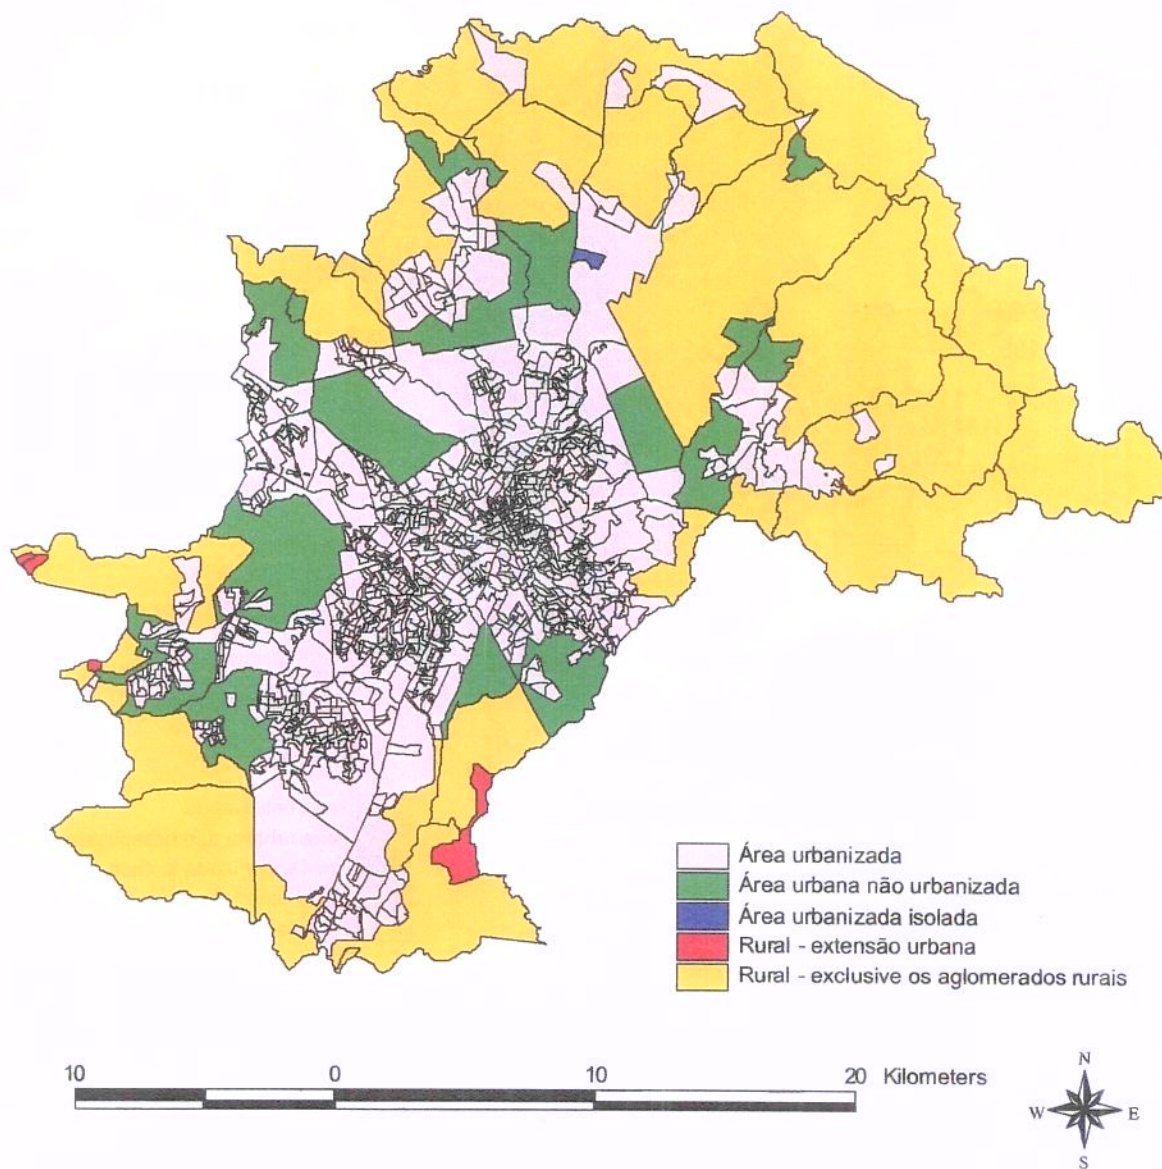 Área urbanizada
Área urbana não urbanizada
Área urbanizada isolada
Rural - extensão urbana
Rural - exclusive os aglomerados rurais
10 0 10 20 Kilometers
N
W E
S